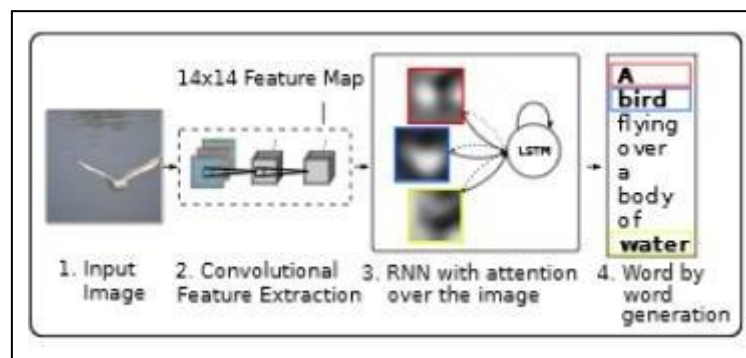 14x14 Feature Map
LSTM
A
bird
flying
over
a
body
of
water
1. Input
Image
2. Convolutional
Feature Extraction
3. RNN with attention
over the image
4. Word by
word
generation